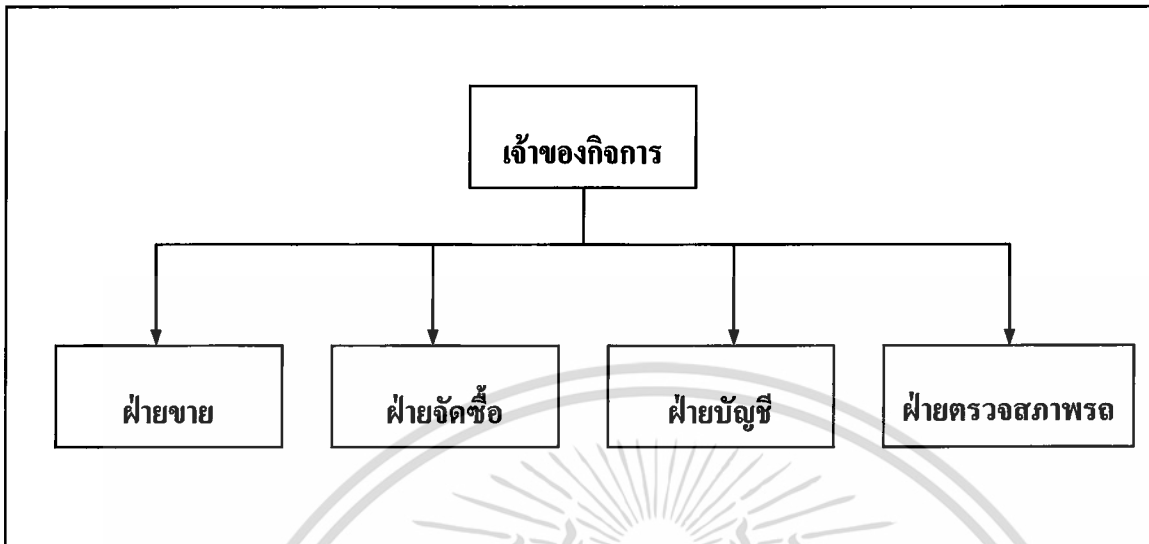 เจ้าของกิจการ
ฝ่ายขาย
ฝ่ายจัดซื้อ
ฝ่ายบัญชี
ฝ่ายตรวจสภาพรถ